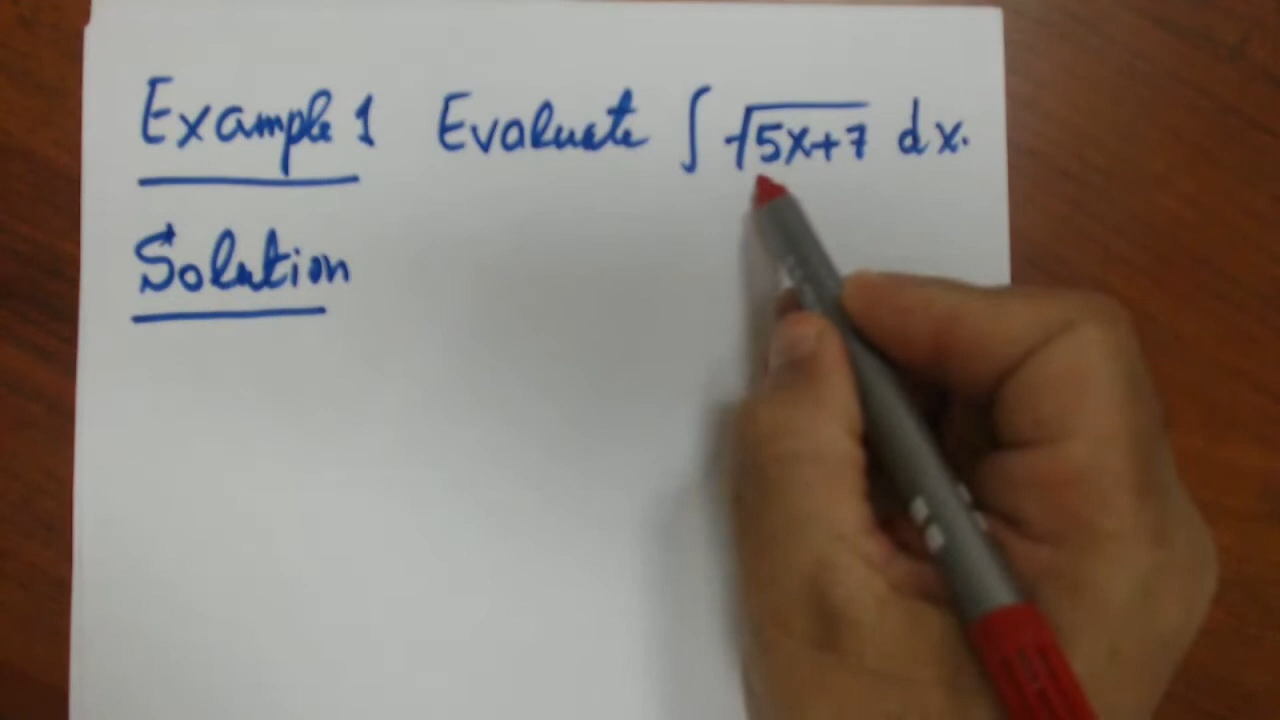 Example 1 Evaluate ∫ √5x+7 dx.
Solution